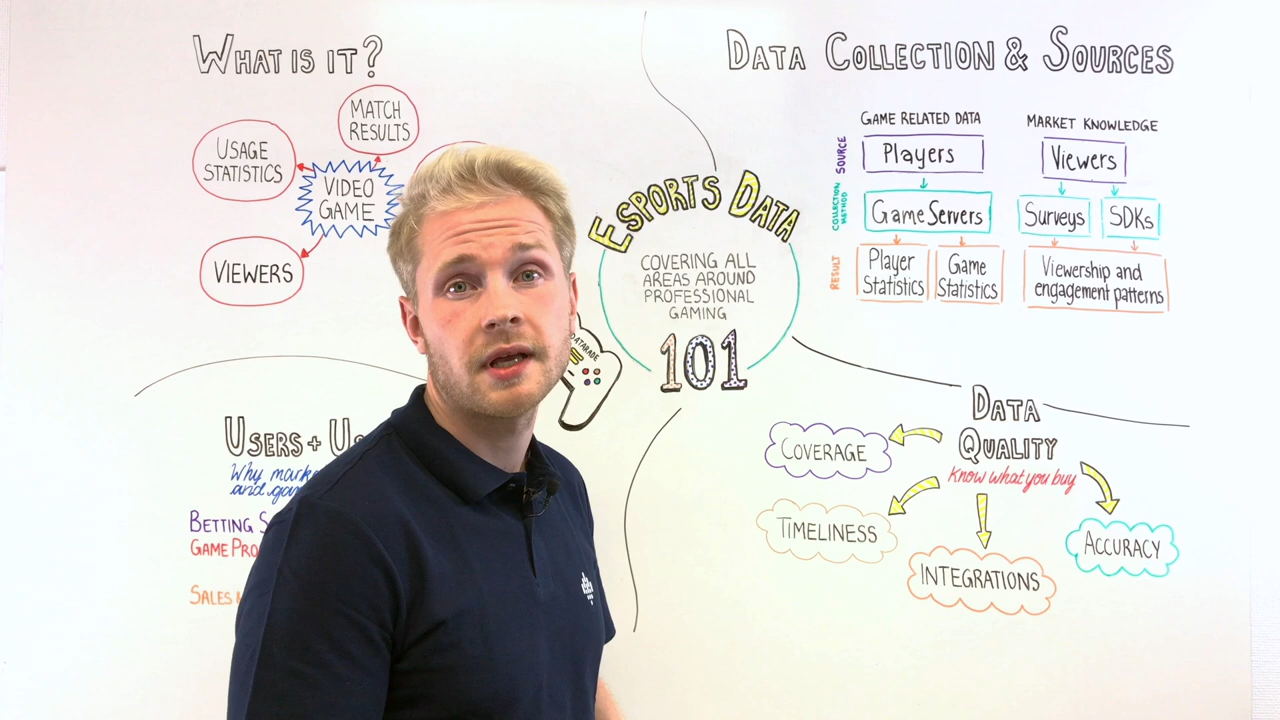 WHAT IS IT?
MATCH
RESULTS
USAGE
STATISTICS
VIDEO
GAME
VIEWERS
ESPORTS DATA
COVERING ALL
AREAS AROUND
PROFESSIONAL
GAMING
101
DATARADE
DATA COLLECTION & SOURCES
GAME RELATED DATA
MARKET KNOWLEDGE
SOURCE
Players
Viewers
COLLECTION
METHOD
Game Servers
Surveys
SDKs
RESULT
Player
Statistics
Game
Statistics
Viewership and
engagement patterns
USERS +
Why
and
BETTING
GAME
SALES
DATA
QUALITY
Know what you buy
COVERAGE
TIMELINESS
INTEGRATIONS
ACCURACY